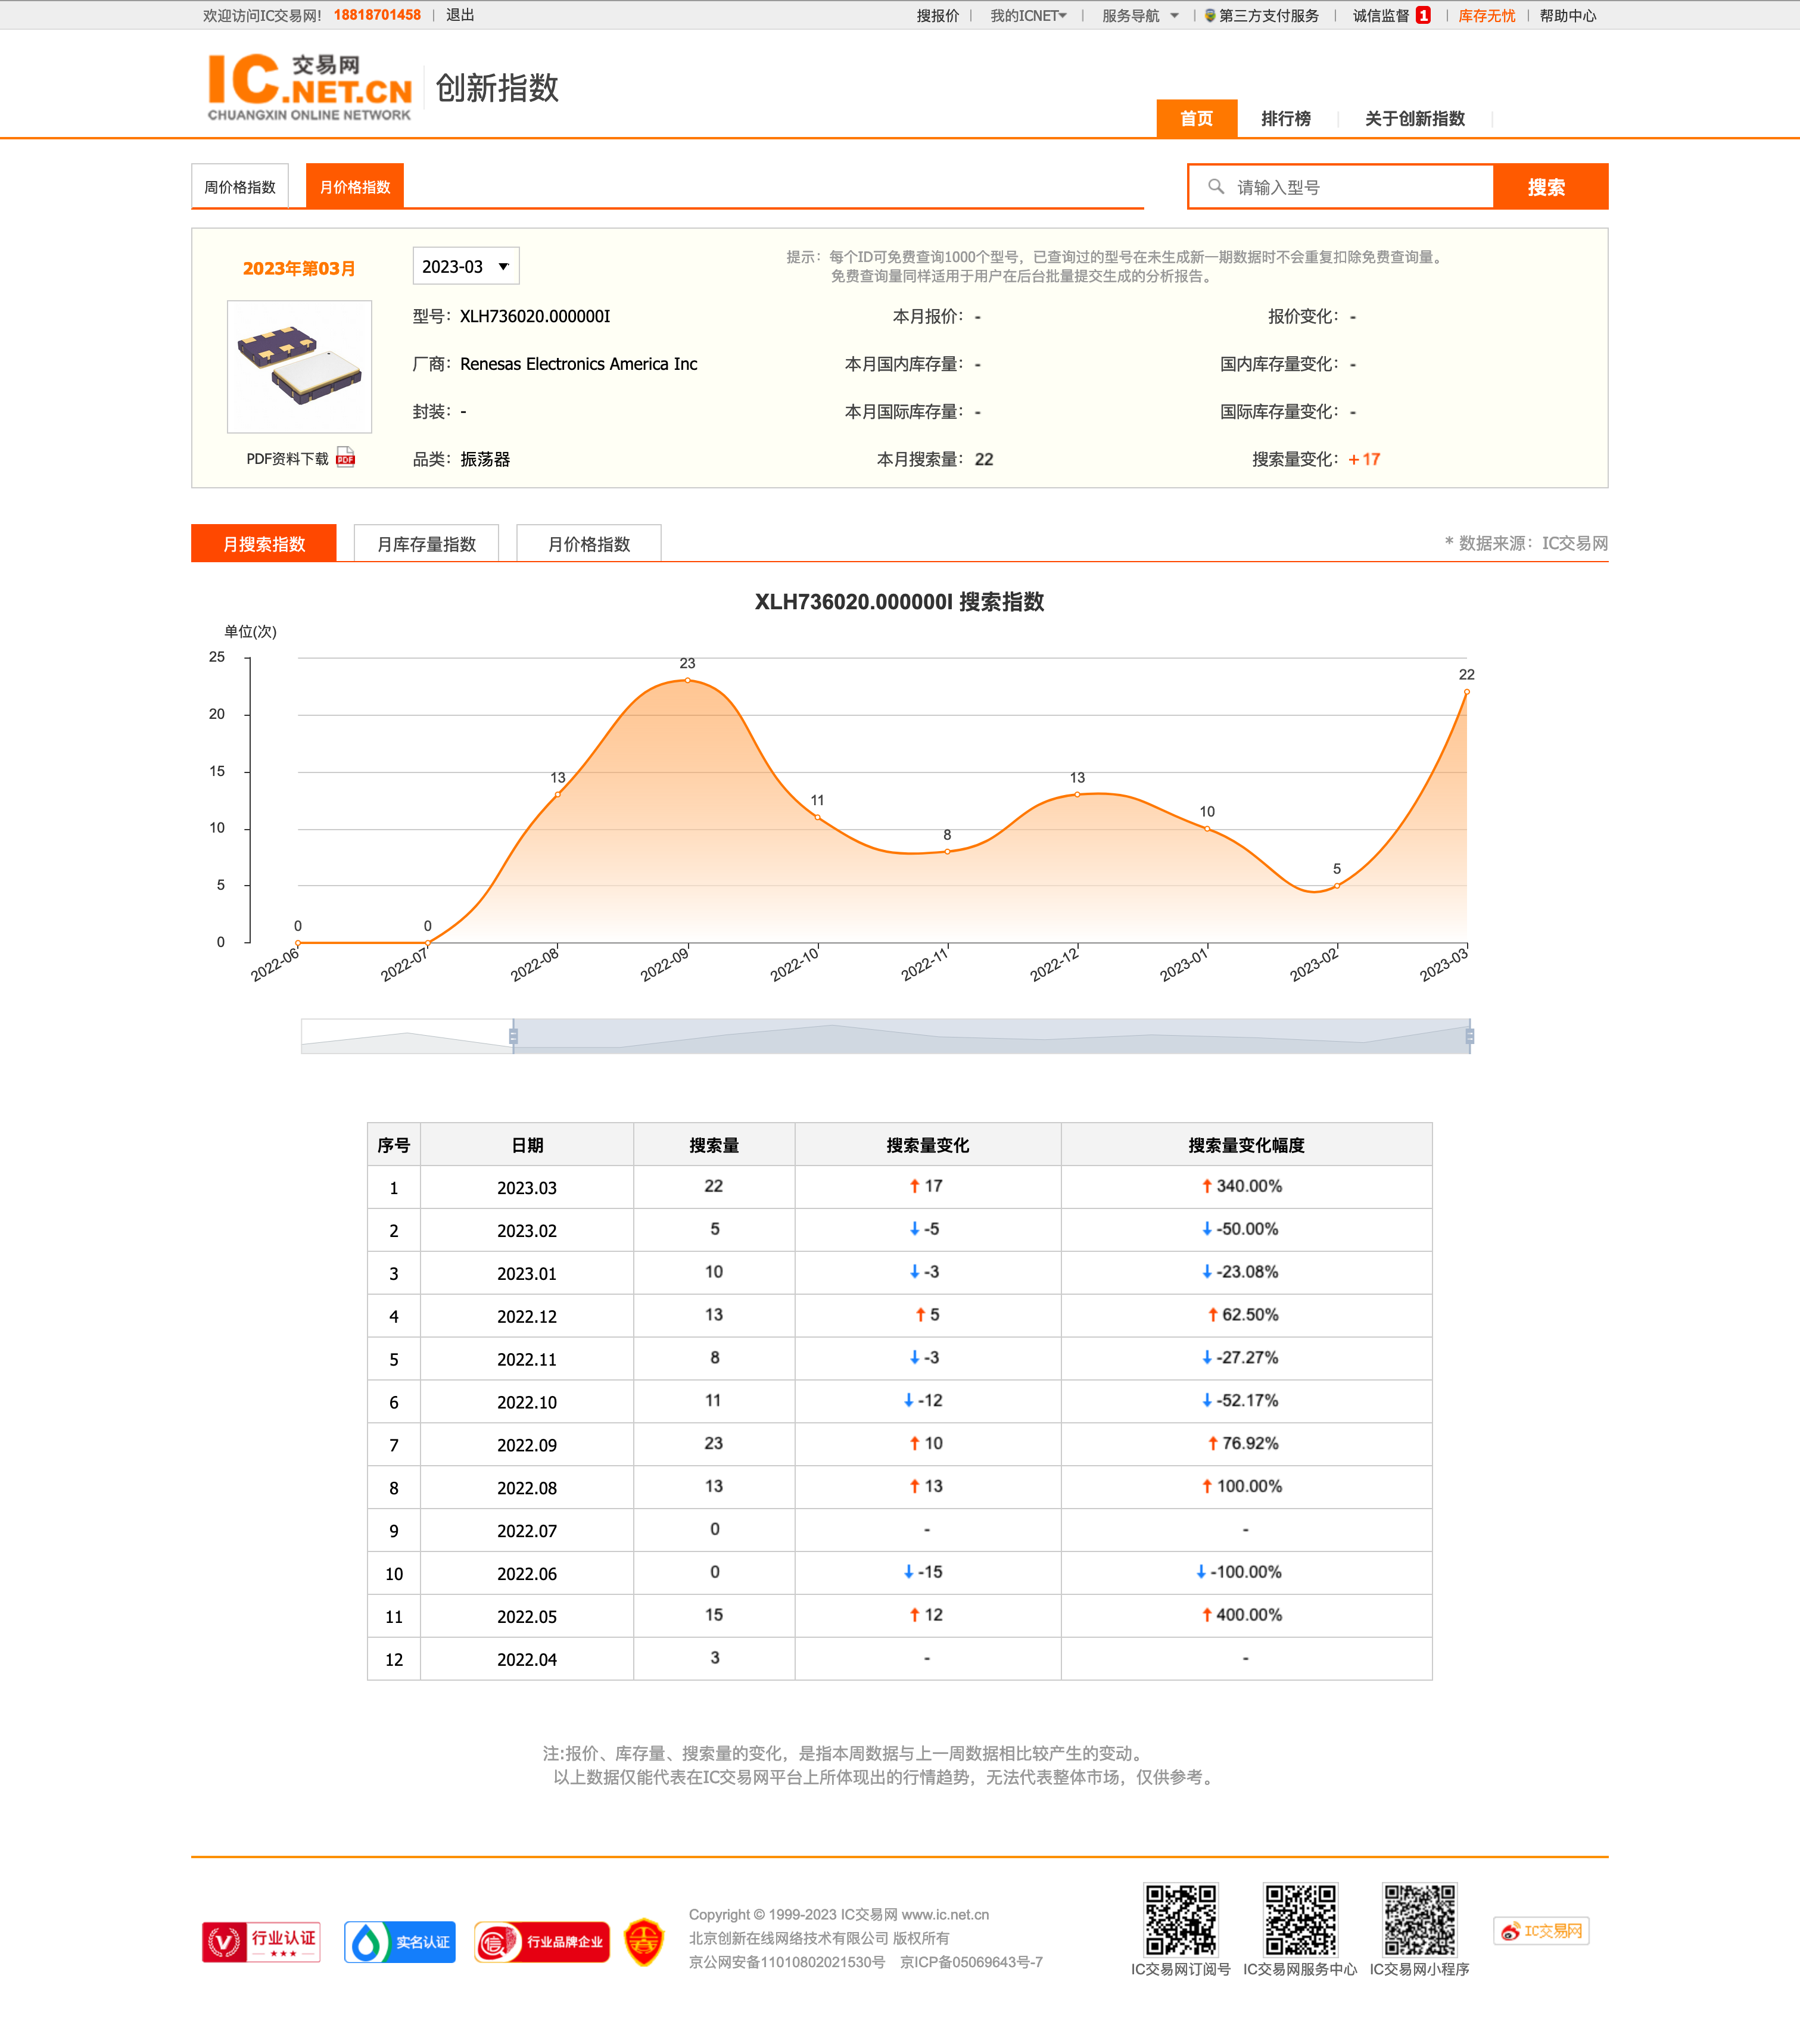 欢迎访问IC交易网! 18818701458 | 退出 搜报价 | 我的ICNET | 服务导航 | 第三方支付服务 | 诚信监督 1 | 库存无忧 | 帮助中心
IC交易网
.NET.CN
CHUANGXIN ONLINE NETWORK
创新指数
首页 排行榜 关于创新指数
周价格指数 月价格指数 请输入型号 搜索
2023年第03月 2023-03
提示：每个ID可免费查询1000个型号，已查询过的型号在未生成新一期数据时不会重复扣除免费查询量。
免费查询量同样适用于用户在后台批量提交生成的分析报告。
型号：XLH736020.000000I 本月报价：- 报价变化：-
厂商：Renesas Electronics America Inc 本月国内库存量：- 国内库存量变化：-
封装：- 本月国际库存量：- 国际库存量变化：-
PDF资料下载 PDF 品类：振荡器 本月搜索量：22 搜索量变化：+17
月搜索指数 月库存量指数 月价格指数 * 数据来源：IC交易网
XLH736020.000000I 搜索指数
单位(次)
25
20
15
10
5
0
0 0 13 23 11 8 13 10 5 22
2022-06 2022-07 2022-08 2022-09 2022-10 2022-11 2022-12 2023-01 2023-02 2023-03
序号 日期 搜索量 搜索量变化 搜索量变化幅度
1 2023.03 22 ↑ 17 ↑ 340.00%
2 2023.02 5 ↓ -5 ↓ -50.00%
3 2023.01 10 ↓ -3 ↓ -23.08%
4 2022.12 13 ↑ 5 ↑ 62.50%
5 2022.11 8 ↓ -3 ↓ -27.27%
6 2022.10 11 ↓ -12 ↓ -52.17%
7 2022.09 23 ↑ 10 ↑ 76.92%
8 2022.08 13 ↑ 13 ↑ 100.00%
9 2022.07 0 - -
10 2022.06 0 ↓ -15 ↓ -100.00%
11 2022.05 15 ↑ 12 ↑ 400.00%
12 2022.04 3 - -
注:报价、库存量、搜索量的变化，是指本周数据与上一周数据相比较产生的变动。
以上数据仅能代表在IC交易网平台上所体现出的行情趋势，无法代表整体市场，仅供参考。
行业认证 实名认证 信 行业品牌企业
Copyright © 1999-2023 IC交易网 www.ic.net.cn
北京创新在线网络技术有限公司 版权所有
京公网安备11010802021530号 京ICP备05069643号-7
IC交易网订阅号 IC交易网服务中心 IC交易网小程序
IC交易网